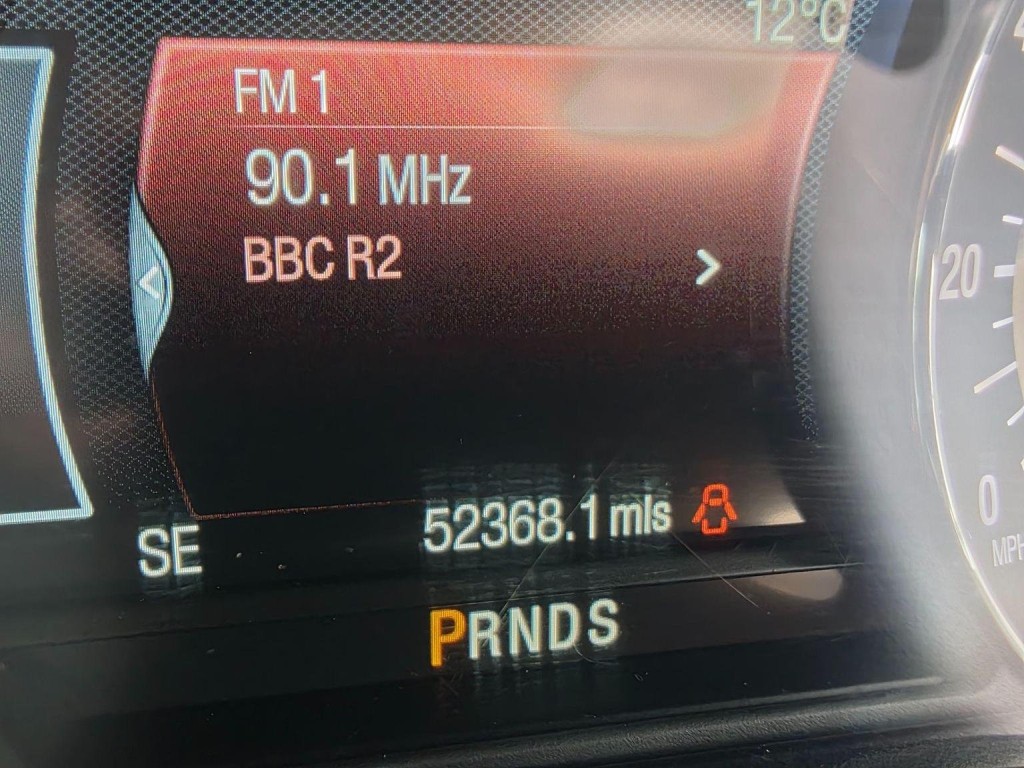 12°C
FM 1
90.1 MHz
BBC R2
20
0
MPH
SE
52368.1 mls
PRNDS